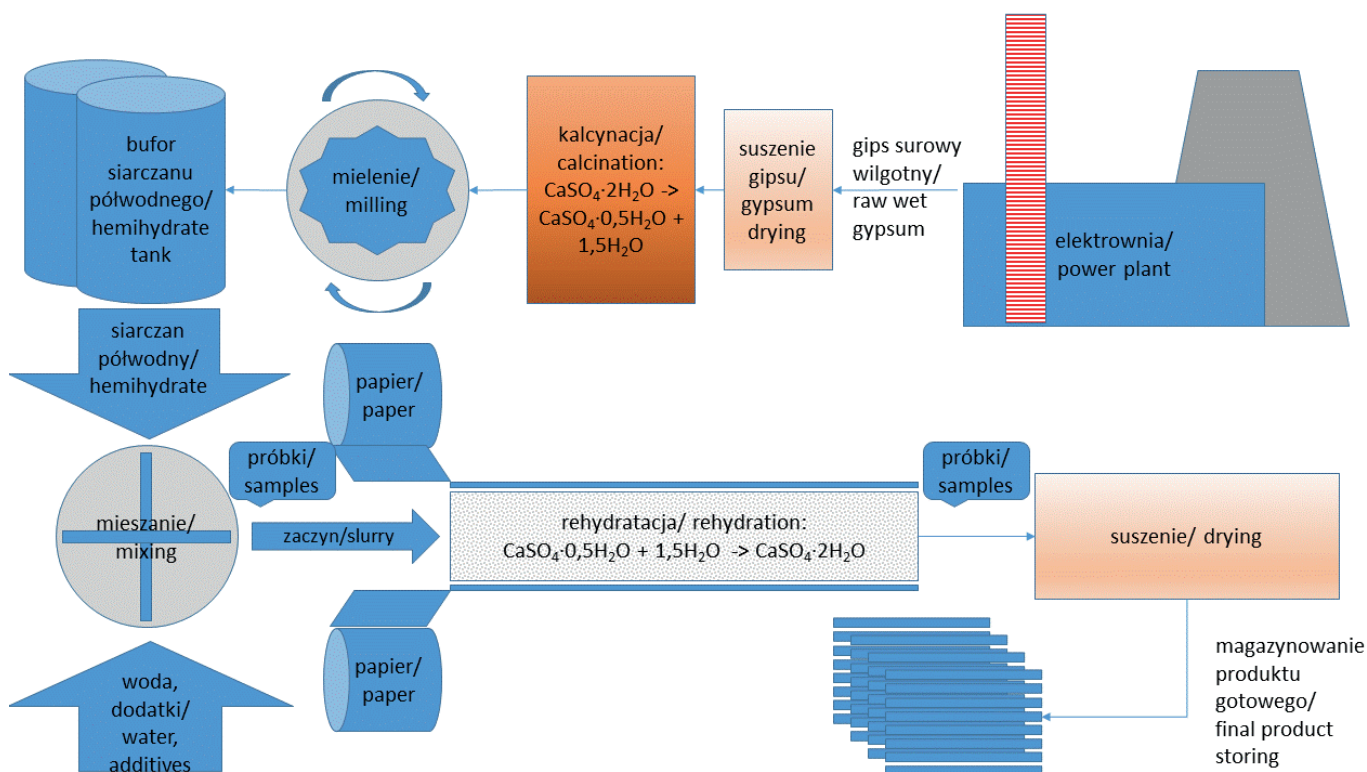 bufor
siarczanu
półwodnego/
hemihydrate
tank
mielenie/
milling
kalcynacja/
calcination:
CaSO₄·2H₂O ->
CaSO₄·0,5H₂O +
1,5H₂O
suszenie
gipsu/
gypsum
drying
gips surowy
wilgotny/
raw wet
gypsum
elektrownia/
power plant
siarczan
półwodny/
hemihydrate
papier/
paper
mieszanie/
mixing
próbki/
samples
zaczyn/slurry
rehydratacja/ rehydration:
CaSO₄·0,5H₂O + 1,5H₂O -> CaSO₄·2H₂O
próbki/
samples
suszenie/ drying
papier/
paper
woda,
dodatki/
water,
additives
magazynowanie
produktu
gotowego/
final product
storing